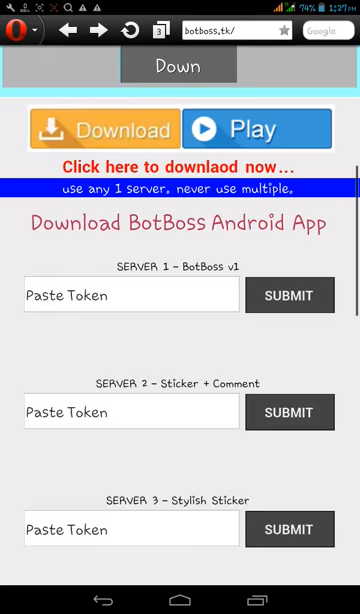 74% 1:27PM
3 botboss.tk/ Google
Down
Download Play
Click here to downlaod now...
use any 1 server. never use multiple.
Download BotBoss Android App
SERVER 1 - BotBoss v1
Paste Token SUBMIT
SERVER 2 - Sticker + Comment
Paste Token SUBMIT
SERVER 3 - Stylish Sticker
Paste Token SUBMIT